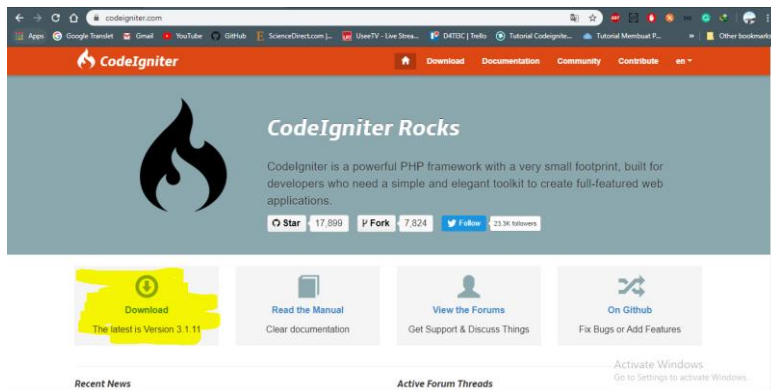 codeigniter.com
Apps Google Translet Gmail YouTube GitHub ScienceDirect.com |... UseeTV - Live Strea... D4TI3C | Trello Tutorial Codeignite... Tutorial Membuat P... » Other bookmarks
CodeIgniter Download Documentation Community Contribute en
CodeIgniter Rocks
CodeIgniter is a powerful PHP framework with a very small footprint, built for
developers who need a simple and elegant toolkit to create full-featured web
applications.
Star 17,899 Fork 7,824 Follow 23.3K followers
Download Read the Manual View the Forums On Github
The latest is Version 3.1.11 Clear documentation Get Support & Discuss Things Fix Bugs or Add Features
Activate Windows
Go to Settings to activate Windows.
Recent News Active Forum Threads